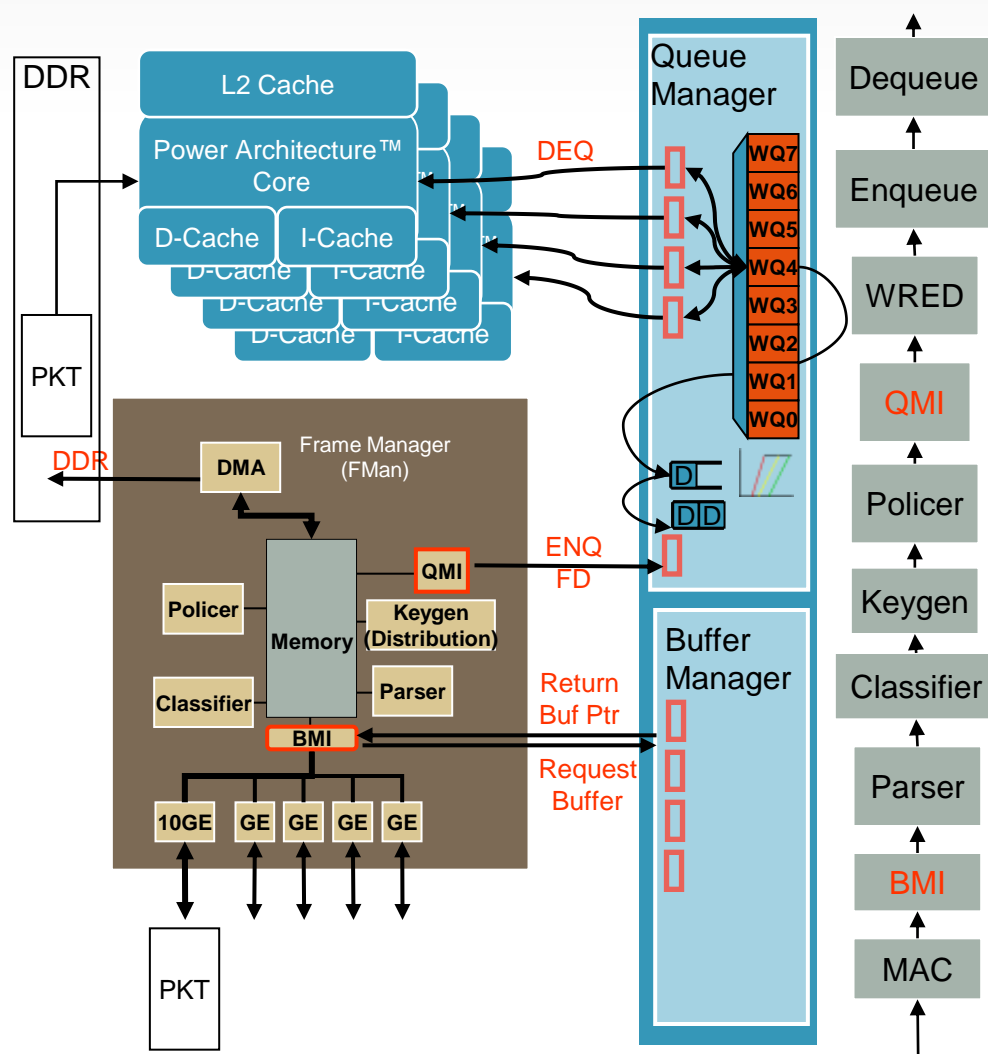 DDR
PKT
L2 Cache
Power Architecture™
Core
D-Cache
I-Cache
™
D-Cache
I-Cache
™
D-Cache
I-Cache
D-Cache
I-Cache
DEQ
Queue
Manager
WQ7
WQ6
WQ5
WQ4
WQ3
WQ2
WQ1
WQ0
D
D D
DDR
Frame Manager
(FMan)
DMA
QMI
Policer
Memory
Keygen
(Distribution)
Classifier
Parser
BMI
10GE
GE
GE
GE
GE
PKT
ENQ
FD
Return
Buf Ptr
Request
Buffer
Buffer
Manager
Dequeue
Enqueue
WRED
QMI
Policer
Keygen
Classifier
Parser
BMI
MAC